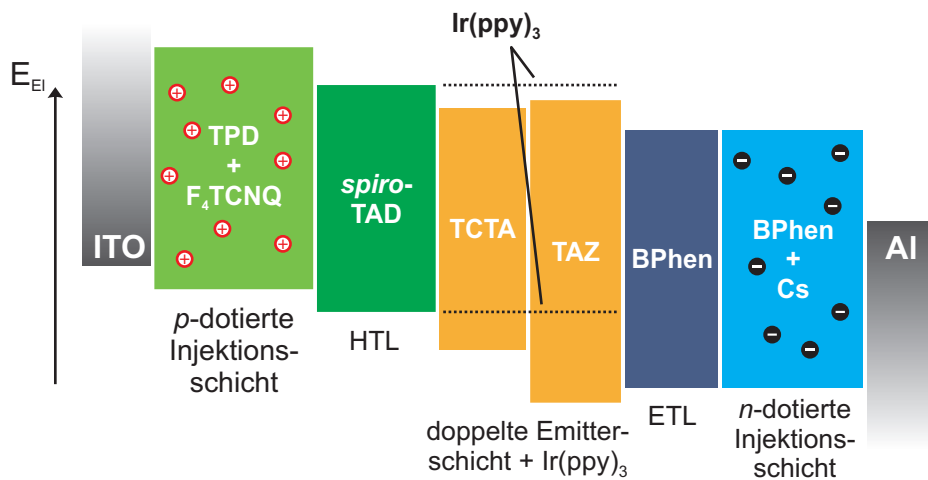 Ir(ppy)₃
E_El
ITO
TPD
+
F₄TCNQ
p-dotierte
Injektions-
schicht
spiro-
TAD
HTL
TCTA
TAZ
doppelte Emitter-
schicht + Ir(ppy)₃
BPhen
ETL
BPhen
+
Cs
n-dotierte
Injektions-
schicht
Al